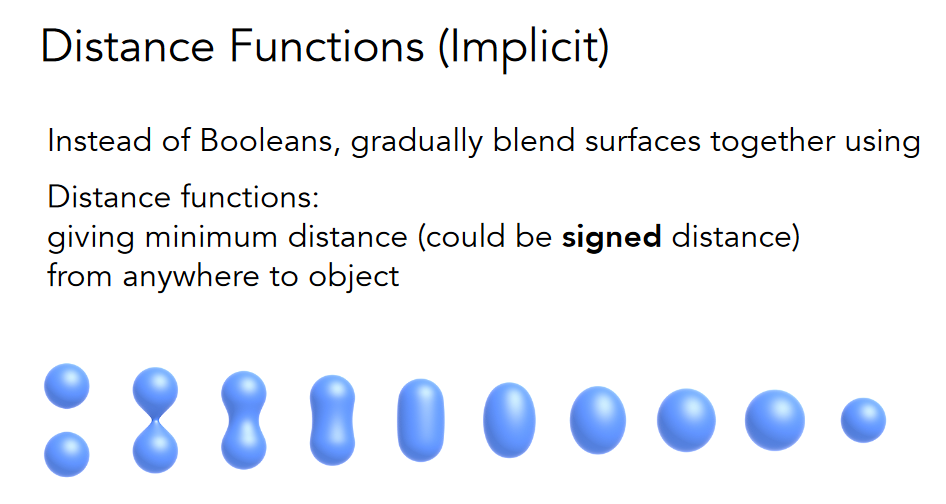 Distance Functions (Implicit)
Instead of Booleans, gradually blend surfaces together using
Distance functions:
giving minimum distance (could be signed distance)
from anywhere to object